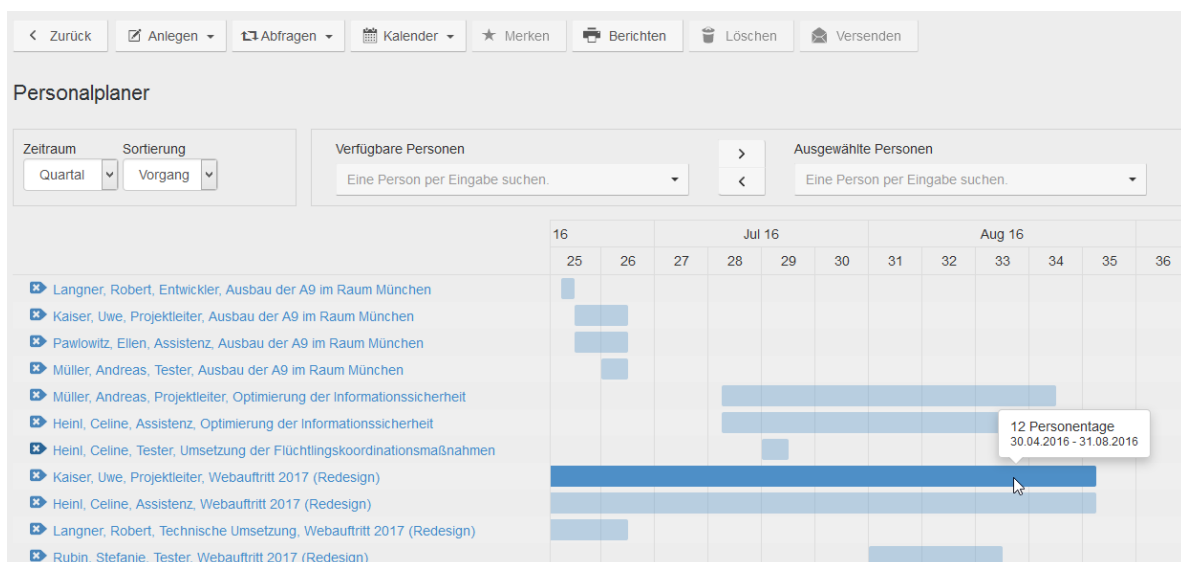 Zurück Anlegen Abfragen Kalender Merken Berichten Löschen Versenden
Personalplaner
Zeitraum Sortierung Verfügbare Personen Ausgewählte Personen
Quartal Vorgang Eine Person per Eingabe suchen. Eine Person per Eingabe suchen.
16 Jul 16 Aug 16
25 26 27 28 29 30 31 32 33 34 35 36
Langner, Robert, Entwickler, Ausbau der A9 im Raum München
Kaiser, Uwe, Projektleiter, Ausbau der A9 im Raum München
Pawlowitz, Ellen, Assistenz, Ausbau der A9 im Raum München
Müller, Andreas, Tester, Ausbau der A9 im Raum München
Müller, Andreas, Projektleiter, Optimierung der Informationssicherheit
Heinl, Celine, Assistenz, Optimierung der Informationssicherheit
12 Personentage
30.04.2016 - 31.08.2016
Heinl, Celine, Tester, Umsetzung der Flüchtlingskoordinationsmaßnahmen
Kaiser, Uwe, Projektleiter, Webauftritt 2017 (Redesign)
Heinl, Celine, Assistenz, Webauftritt 2017 (Redesign)
Langner, Robert, Technische Umsetzung, Webauftritt 2017 (Redesign)
Rubin, Stefanie, Tester, Webauftritt 2017 (Redesign)